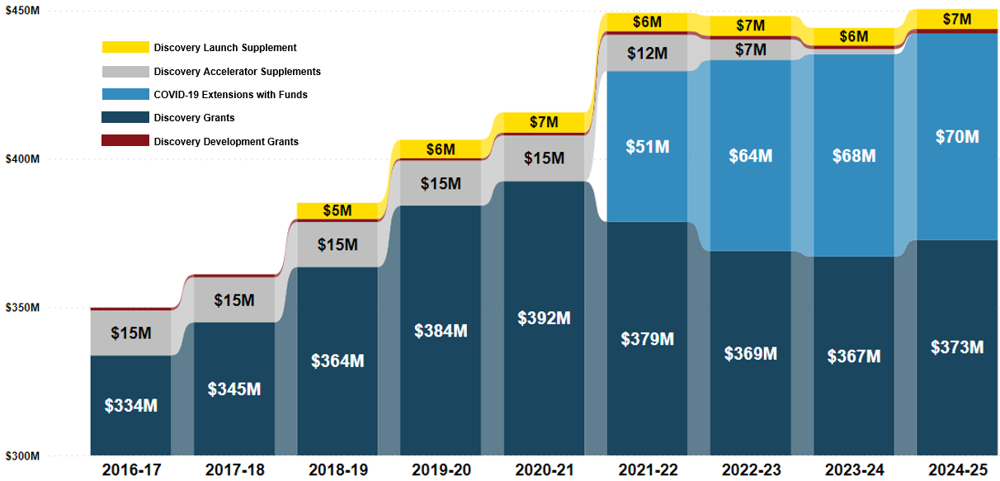 $450M
$400M
$350M
$300M
Discovery Launch Supplement
Discovery Accelerator Supplements
COVID-19 Extensions with Funds
Discovery Grants
Discovery Development Grants
$15M
$334M
$15M
$345M
$5M
$15M
$364M
$6M
$15M
$384M
$7M
$15M
$392M
$6M
$12M
$51M
$379M
$7M
$7M
$64M
$369M
$6M
$68M
$367M
$7M
$70M
$373M
2016-17 2017-18 2018-19 2019-20 2020-21 2021-22 2022-23 2023-24 2024-25